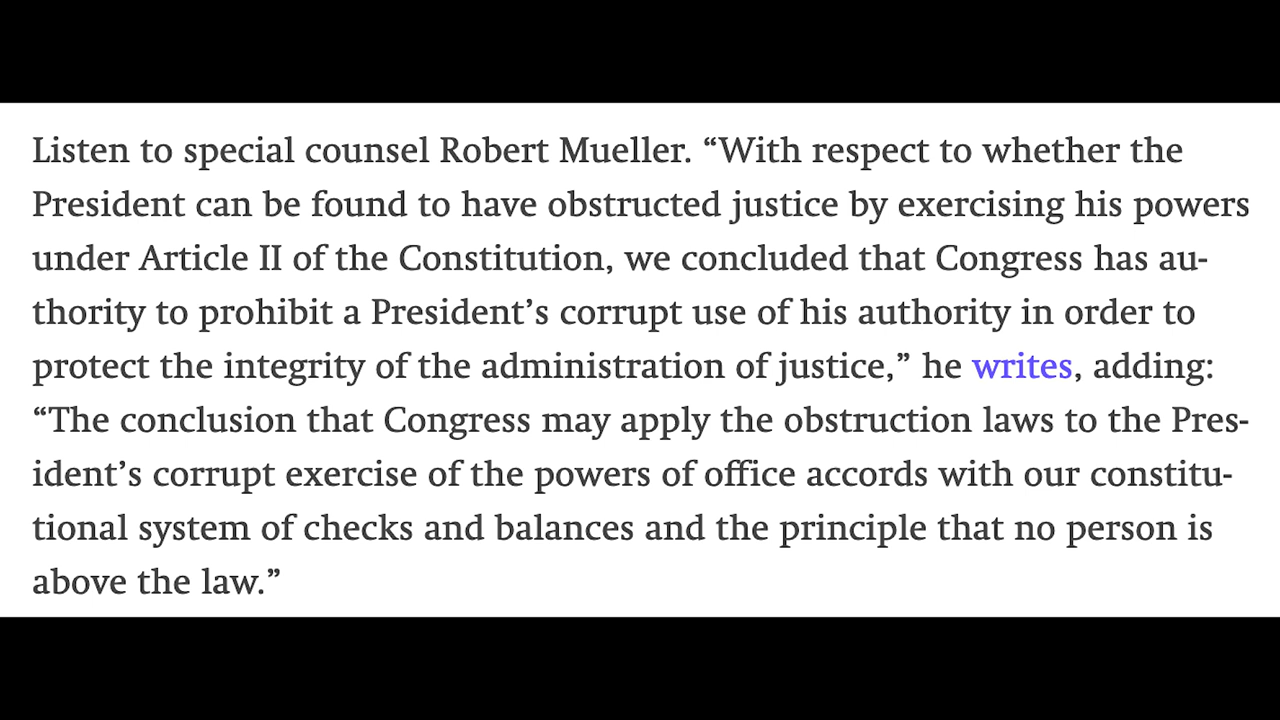 Listen to special counsel Robert Mueller. “With respect to whether the
President can be found to have obstructed justice by exercising his powers
under Article II of the Constitution, we concluded that Congress has au-
thority to prohibit a President’s corrupt use of his authority in order to
protect the integrity of the administration of justice,” he writes, adding:
“The conclusion that Congress may apply the obstruction laws to the Pres-
ident’s corrupt exercise of the powers of office accords with our constitu-
tional system of checks and balances and the principle that no person is
above the law.”